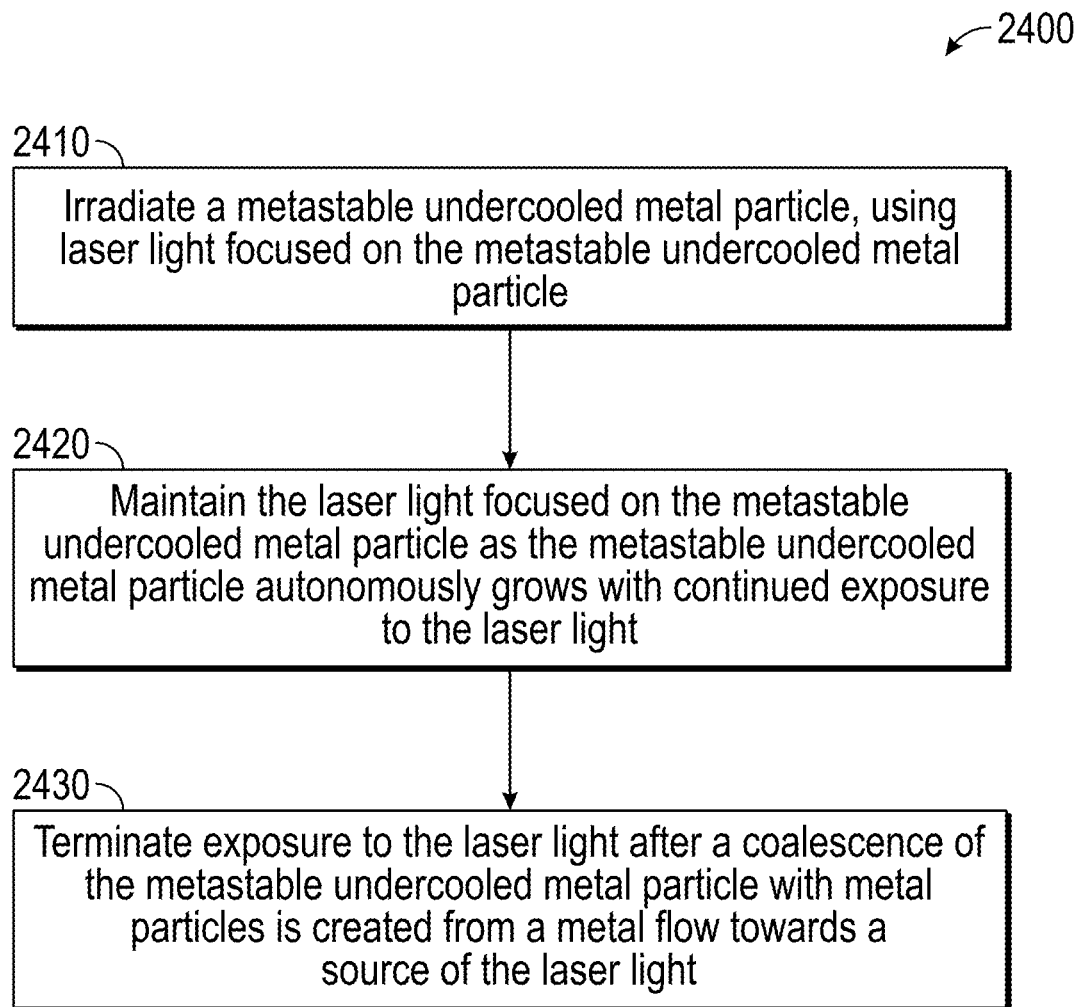 2400
2410
Irradiate a metastable undercooled metal particle, using
laser light focused on the metastable undercooled metal
particle
2420
Maintain the laser light focused on the metastable
undercooled metal particle as the metastable undercooled
metal particle autonomously grows with continued exposure
to the laser light
2430
Terminate exposure to the laser light after a coalescence of
the metastable undercooled metal particle with metal
particles is created from a metal flow towards a
source of the laser light